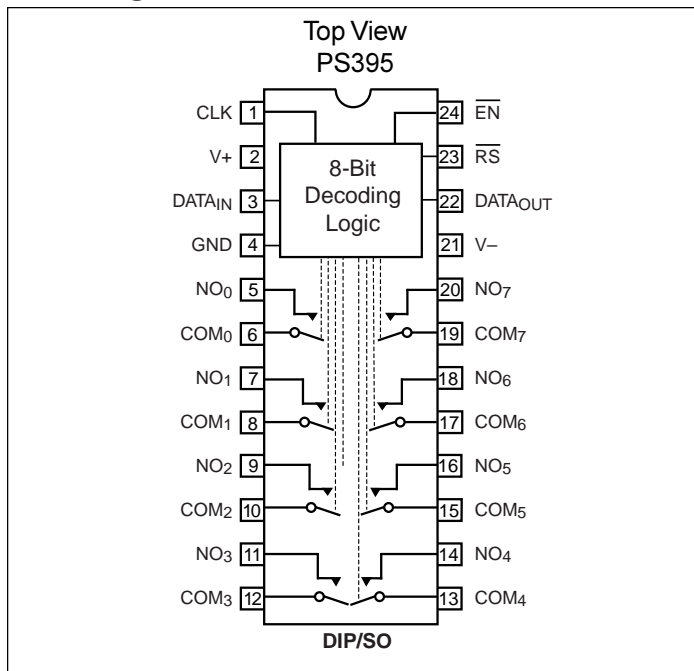 Top View
PS395
CLK 1
V+ 2
DATAIN 3
GND 4
NO0 5
COM0 6
NO1 7
COM1 8
NO2 9
COM2 10
NO3 11
COM3 12
8-Bit
Decoding
Logic
24 EN
23 RS
22 DATAOUT
21 V–
20 NO7
19 COM7
18 NO6
17 COM6
16 NO5
15 COM5
14 NO4
13 COM4
DIP/SO